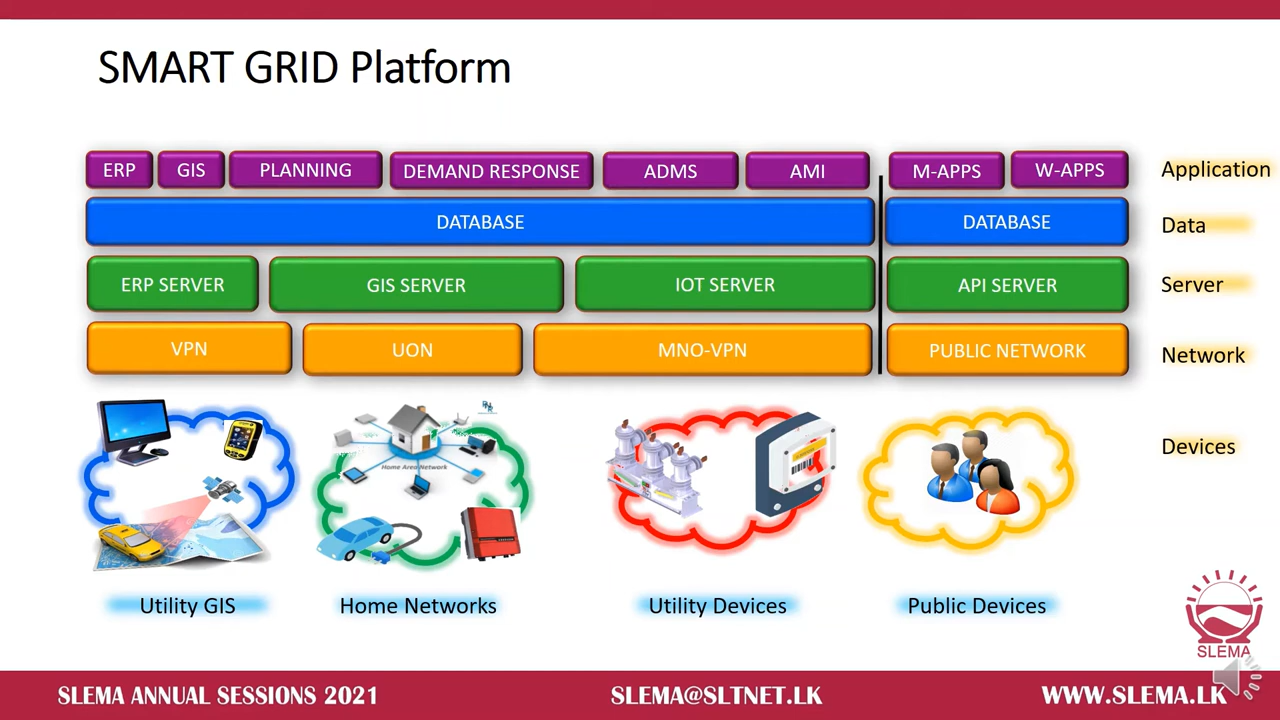 SMART GRID Platform
ERP GIS PLANNING DEMAND RESPONSE ADMS AMI M-APPS W-APPS Application
DATABASE DATABASE Data
ERP SERVER GIS SERVER IOT SERVER API SERVER Server
VPN UON MNO-VPN PUBLIC NETWORK Network
Devices
Home Area Network
Utility GIS Home Networks Utility Devices Public Devices
SLEMA
SLEMA ANNUAL SESSIONS 2021 SLEMA@SLTNET.LK WWW.SLEMA.LK